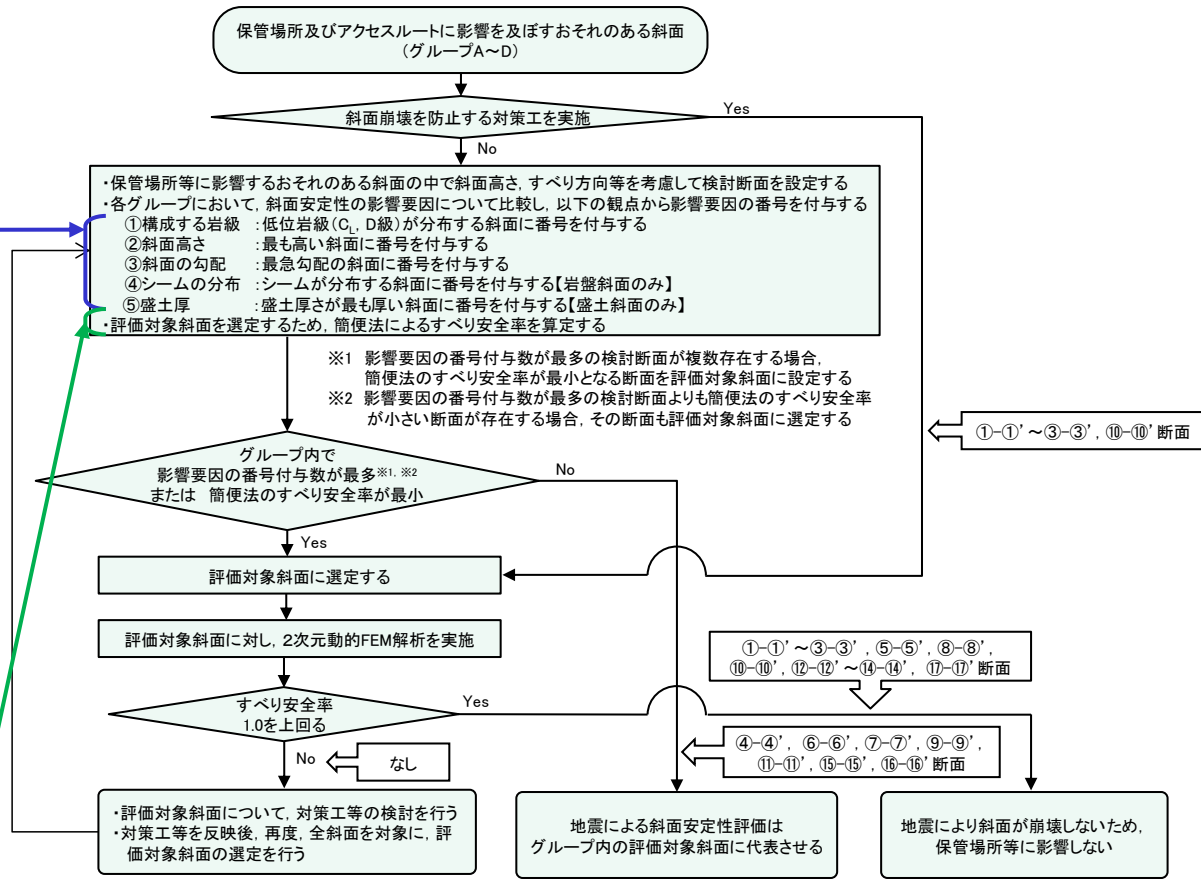 保管場所及びアクセスルートに影響を及ぼすおそれのある斜面
(グループA～D)
斜面崩壊を防止する対策工を実施
Yes
No
・保管場所等に影響するおそれのある斜面の中で斜面高さ，すべり方向等を考慮して検討断面を設定する
・各グループにおいて，斜面安定性の影響要因について比較し，以下の観点から影響要因の番号を付与する
①構成する岩級 ：低位岩級(CL，D級)が分布する斜面に番号を付与する
②斜面高さ ：最も高い斜面に番号を付与する
③斜面の勾配 ：最急勾配の斜面に番号を付与する
④シームの分布 ：シームが分布する斜面に番号を付与する【岩盤斜面のみ】
⑤盛土厚 ：盛土厚さが最も厚い斜面に番号を付与する【盛土斜面のみ】
・評価対象斜面を選定するため，簡便法によるすべり安全率を算定する
※1 影響要因の番号付与数が最多の検討断面が複数存在する場合，
簡便法のすべり安全率が最小となる断面を評価対象斜面に設定する
※2 影響要因の番号付与数が最多の検討断面よりも簡便法のすべり安全率
が小さい断面が存在する場合，その断面も評価対象斜面に選定する
①-①’～③-③’，⑩-⑩’断面
グループ内で
影響要因の番号付与数が最多※1，※2
または 簡便法のすべり安全率が最小
No
Yes
評価対象斜面に選定する
評価対象斜面に対し，2次元動的FEM解析を実施
①-①’～③-③’，⑤-⑤’，⑧-⑧’，
⑩-⑩’，⑫-⑫’～⑭-⑭’，⑰-⑰’断面
すべり安全率
1.0を上回る
Yes
No
なし
④-④’，⑥-⑥’，⑦-⑦’，⑨-⑨’，
⑪-⑪’，⑮-⑮’，⑯-⑯’断面
・評価対象斜面について，対策工等の検討を行う
・対策工等を反映後，再度，全斜面を対象に，評
価対象斜面の選定を行う
地震による斜面安定性評価は
グループ内の評価対象斜面に代表させる
地震により斜面が崩壊しないため，
保管場所等に影響しない